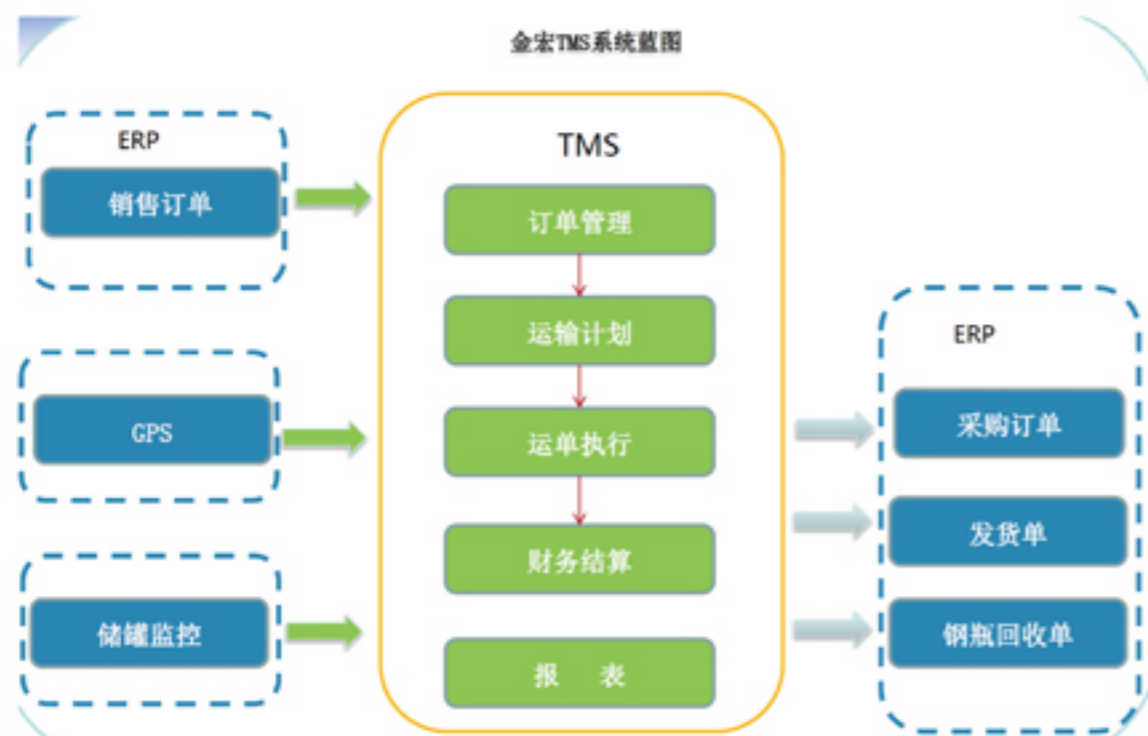 金宏TMS系统蓝图
ERP
销售订单
GPS
储罐监控
TMS
订单管理
运输计划
运单执行
财务结算
报 表
ERP
采购订单
发货单
钢瓶回收单